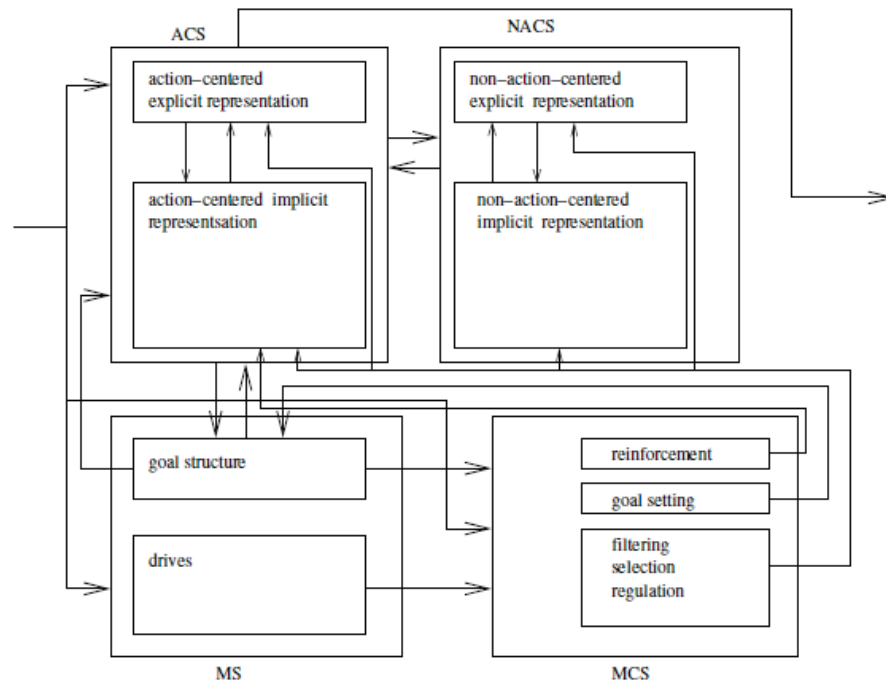 ACS
NACS
action–centered
explicit representation
non–action–centered
explicit representation
action–centered implicit
representsation
non–action–centered
implicit representation
goal structure
drives
reinforcement
goal setting
filtering
selection
regulation
MS
MCS